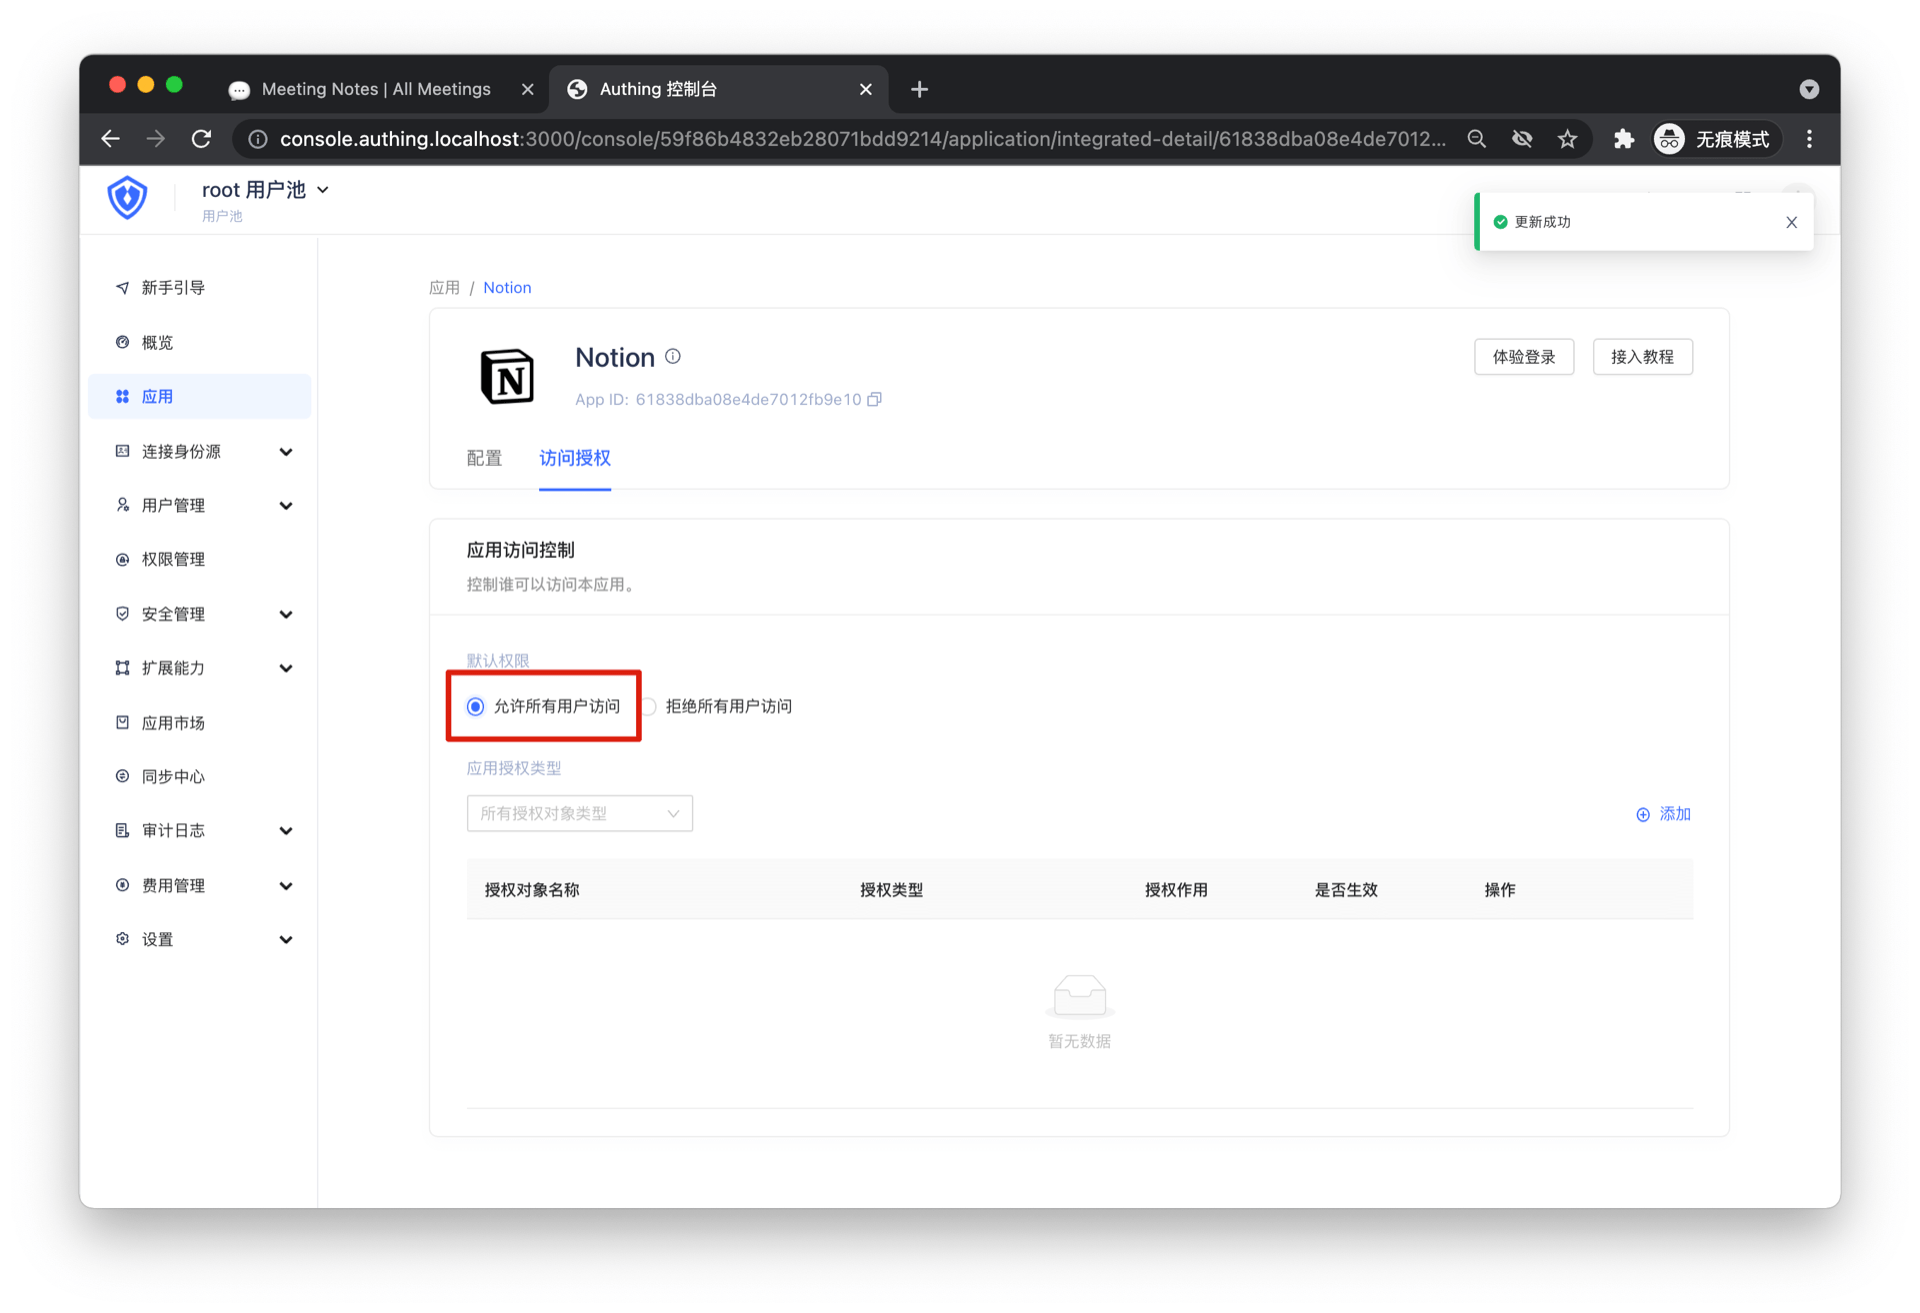 Meeting Notes | All Meetings
Authing 控制台
console.authing.localhost:3000/console/59f86b4832eb28071bdd9214/application/integrated-detail/61838dba08e4de7012...
无痕模式
root 用户池
用户池
更新成功
新手引导
概览
应用
连接身份源
用户管理
权限管理
安全管理
扩展能力
应用市场
同步中心
审计日志
费用管理
设置
应用 / Notion
N
Notion
体验登录
接入教程
App ID: 61838dba08e4de7012fb9e10
配置
访问授权
应用访问控制
控制谁可以访问本应用。
默认权限
允许所有用户访问
拒绝所有用户访问
应用授权类型
所有授权对象类型
添加
授权对象名称 授权类型 授权作用 是否生效 操作
暂无数据